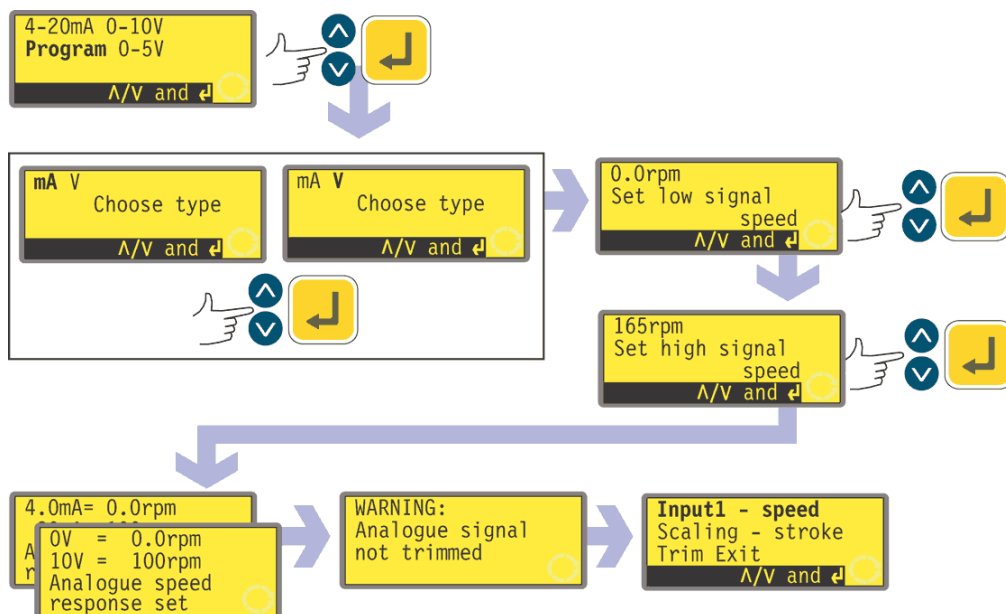 4-20mA 0-10V
Program 0-5V
∧/∨ and ↲
mA V
Choose type
∧/∨ and ↲
mA V
Choose type
∧/∨ and ↲
0.0rpm
Set low signal
speed
∧/∨ and ↲
165rpm
Set high signal
speed
∧/∨ and ↲
4.0mA= 0.0rpm
0V = 0.0rpm
10V = 100rpm
Analogue speed
response set
WARNING:
Analogue signal
not trimmed
Input1 - speed
Scaling - stroke
Trim Exit
∧/∨ and ↲